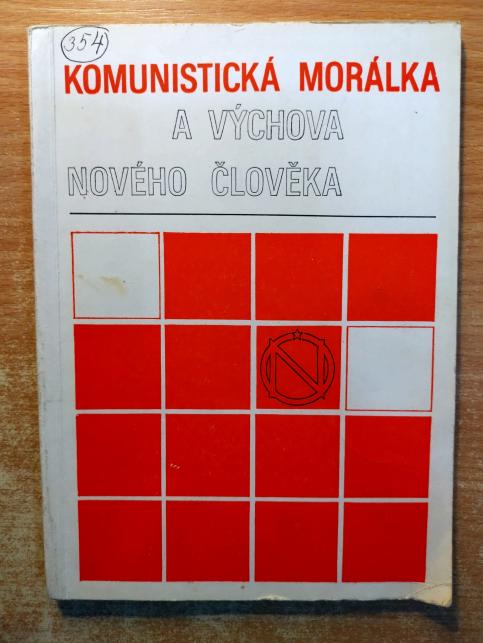 354
KOMUNISTICKÁ MORÁLKA
A VÝCHOVA
NOVÉHO ČLOVĚKA
N